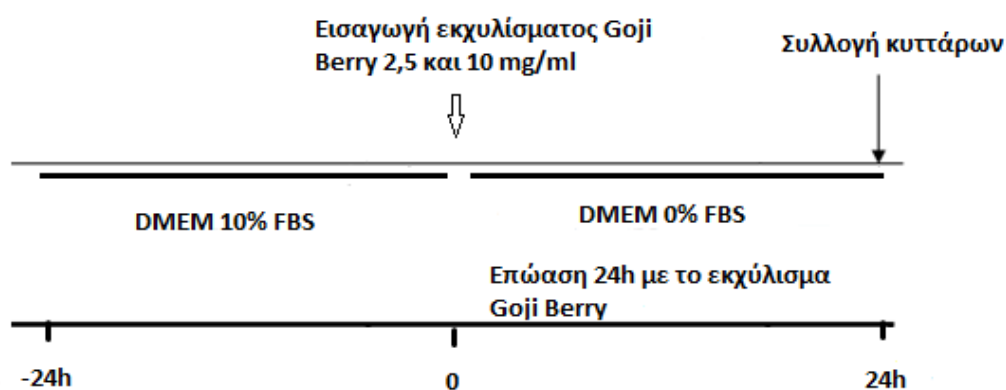 Εισαγωγή εκχυλίσματος Goji
Berry 2,5 και 10 mg/ml
Συλλογή κυττάρων
DMEM 10% FBS
DMEM 0% FBS
Επώαση 24h με το εκχύλισμα
Goji Berry
-24h
0
24h